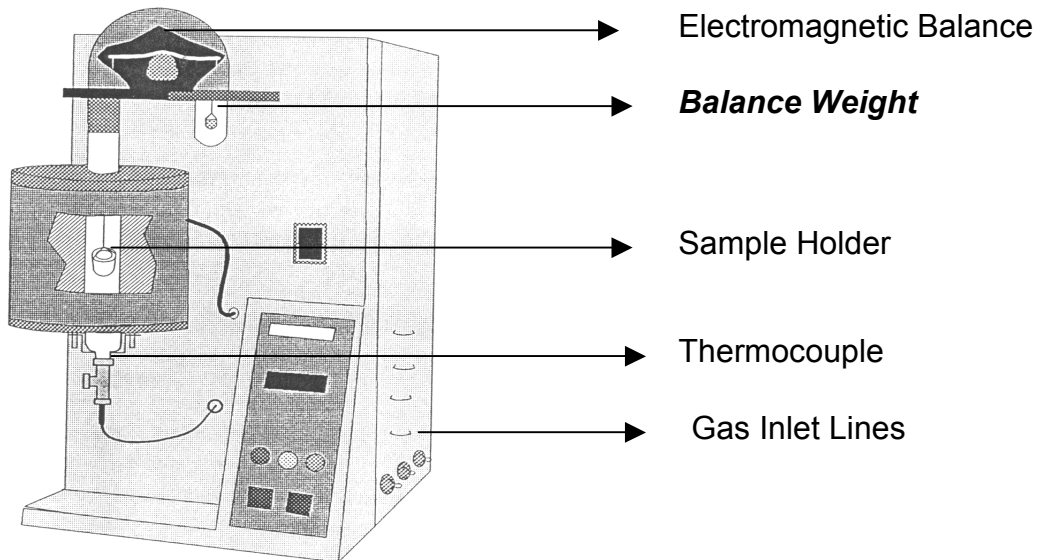 Electromagnetic Balance
Balance Weight
Sample Holder
Thermocouple
Gas Inlet Lines